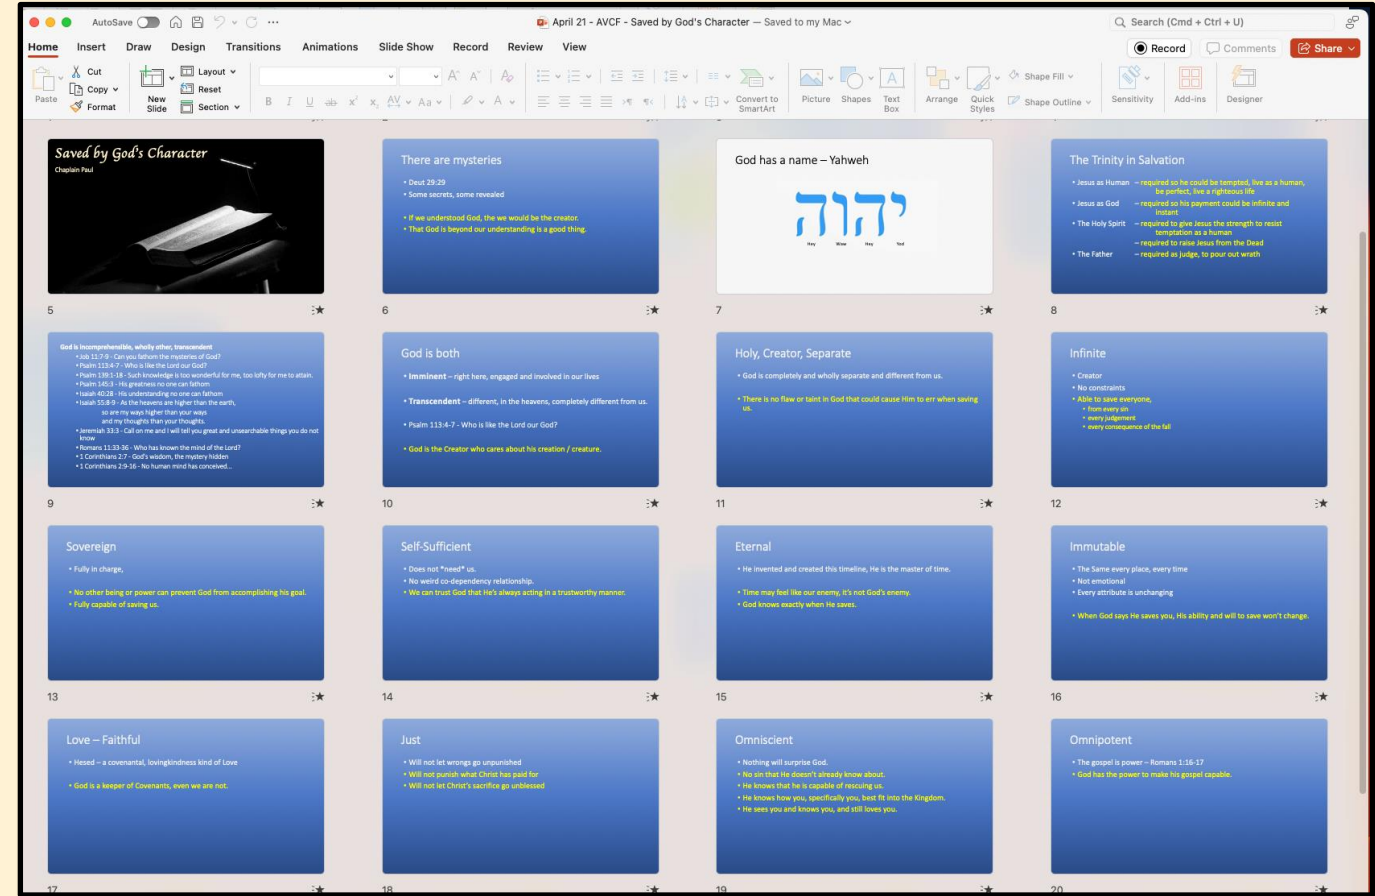 AutoSave
April 21 - AVCF - Saved by God's Character — Saved to my Mac
Search (Cmd + Ctrl + U)
Home Insert Draw Design Transitions Animations Slide Show Record Review View
Record Comments Share
Paste
Cut
Copy
Format
New Slide
Layout
Reset
Section
Convert to SmartArt
Picture
Shapes
Text Box
Arrange
Quick Styles
Shape Fill
Shape Outline
Sensitivity
Add-ins
Designer
Saved by God's Character
Chaplain Paul
5
There are mysteries
• Deut 29:29
• Some secrets, some revealed
• If we understood God, the we would be the creator.
• That God is beyond our understanding is a good thing.
6
God has a name – Yahweh
יהוה
Hey Waw Hey Yod
7
The Trinity in Salvation
• Jesus as Human – required so he could be tempted, live as a human,
be perfect, live a righteous life
• Jesus as God – required so his payment could be infinite and
instant
• The Holy Spirit – required to give Jesus the strength to resist
temptation as a human
– required to raise Jesus from the Dead
• The Father – required as judge, to pour out wrath
8
God is incomprehensible, wholly other, transcendent
• Job 11:7-9 - Can you fathom the mysteries of God?
• Psalm 113:4-7 - Who is like the Lord our God?
• Psalm 139:1-18 - Such knowledge is too wonderful for me, too lofty for me to attain.
• Psalm 145:3 - His greatness no one can fathom
• Isaiah 40:28 - His understanding no one can fathom
• Isaiah 55:8-9 - As the heavens are higher than the earth,
so are my ways higher than your ways
and my thoughts than your thoughts.
• Jeremiah 33:3 - Call on me and I will tell you great and unsearchable things you do not
know
• Romans 11:33-36 - Who has known the mind of the Lord?
• 1 Corinthians 2:7 - God's wisdom, the mystery hidden
• 1 Corinthians 2:9-16 - No human mind has conceived...
9
God is both
• Imminent – right here, engaged and involved in our lives
• Transcendent – different, in the heavens, completely different from us.
• Psalm 113:4-7 - Who is like the Lord our God?
• God is the Creator who cares about his creation / creature.
10
Holy, Creator, Separate
• God is completely and wholly separate and different from us.
• There is no flaw or taint in God that could cause Him to err when saving
us.
11
Infinite
• Creator
• No constraints
• Able to save everyone,
• from every sin
• every judgement
• every consequence of the fall
12
Sovereign
• Fully in charge,
• No other being or power can prevent God from accomplishing his goal.
• Fully capable of saving us.
13
Self-Sufficient
• Does not *need* us.
• No weird co-dependency relationship.
• We can trust God that He's always acting in a trustworthy manner.
14
Eternal
• He invented and created this timeline, He is the master of time.
• Time may feel like our enemy, it's not God's enemy.
• God knows exactly when He saves.
15
Immutable
• The Same every place, every time
• Not emotional
• Every attribute is unchanging
• When God says He saves you, His ability and will to save won't change.
16
Love – Faithful
• Hesed – a covenantal, lovingkindness kind of Love
• God is a keeper of Covenants, even we are not.
17
Just
• Will not let wrongs go unpunished
• Will not punish what Christ has paid for
• Will not let Christ's sacrifice go unblessed
18
Omniscient
• Nothing will surprise God.
• No sin that He doesn't already know about.
• He knows that he is capable of rescuing us.
• He knows how you, specifically you, best fit into the Kingdom.
• He sees you and knows you, and still loves you.
19
Omnipotent
• The gospel is power – Romans 1:16-17
• God has the power to make his gospel capable.
20